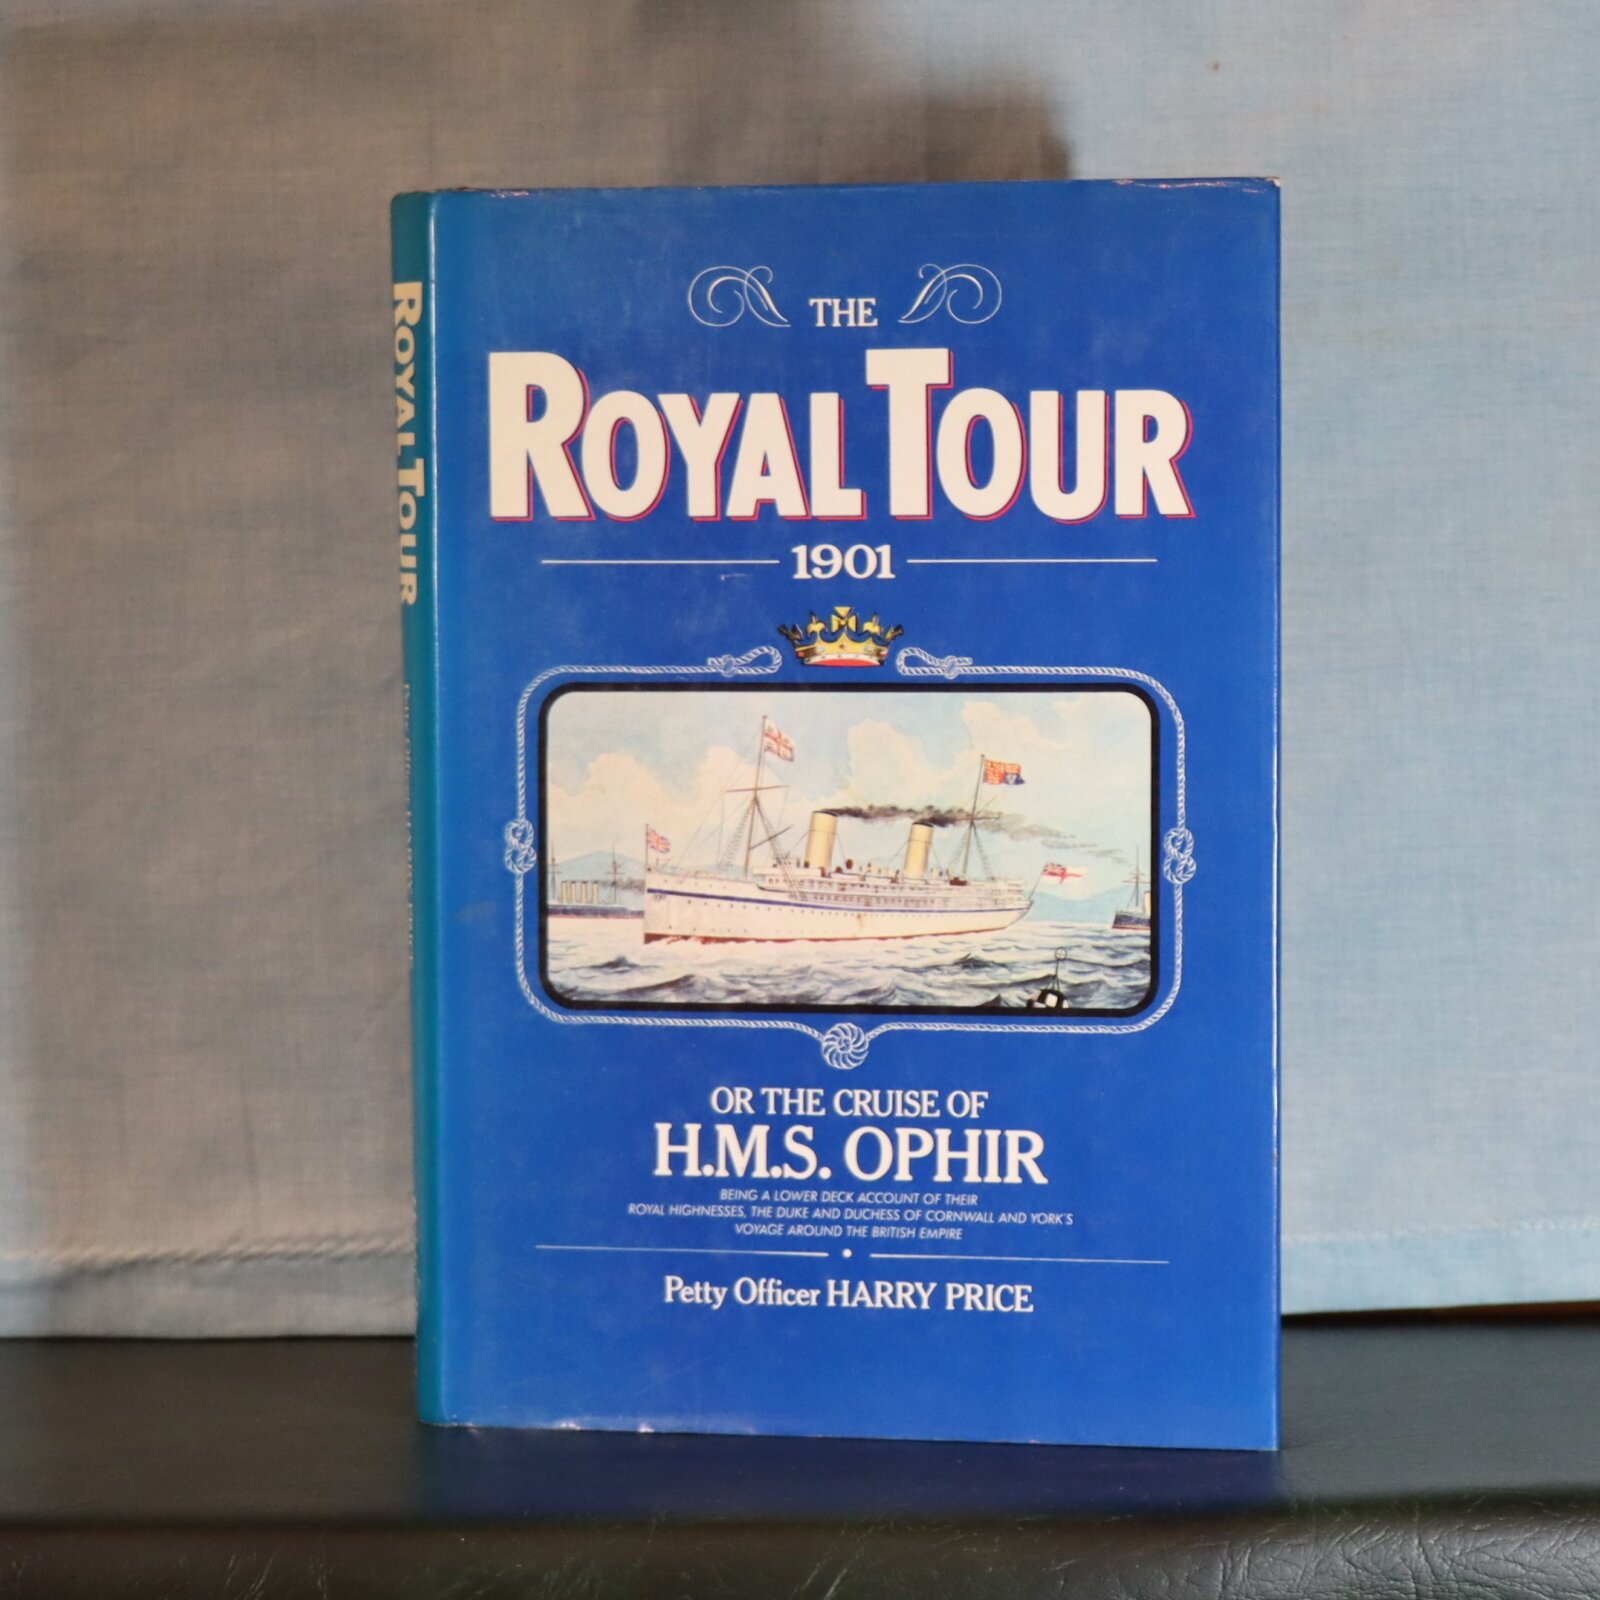 THE
ROYAL TOUR
1901
OR THE CRUISE OF
H.M.S. OPHIR
BEING A LOWER DECK ACCOUNT OF THEIR
ROYAL HIGHNESSES, THE DUKE AND DUCHESS OF CORNWALL AND YORK'S
VOYAGE AROUND THE BRITISH EMPIRE
Petty Officer HARRY PRICE
ROYAL TOUR